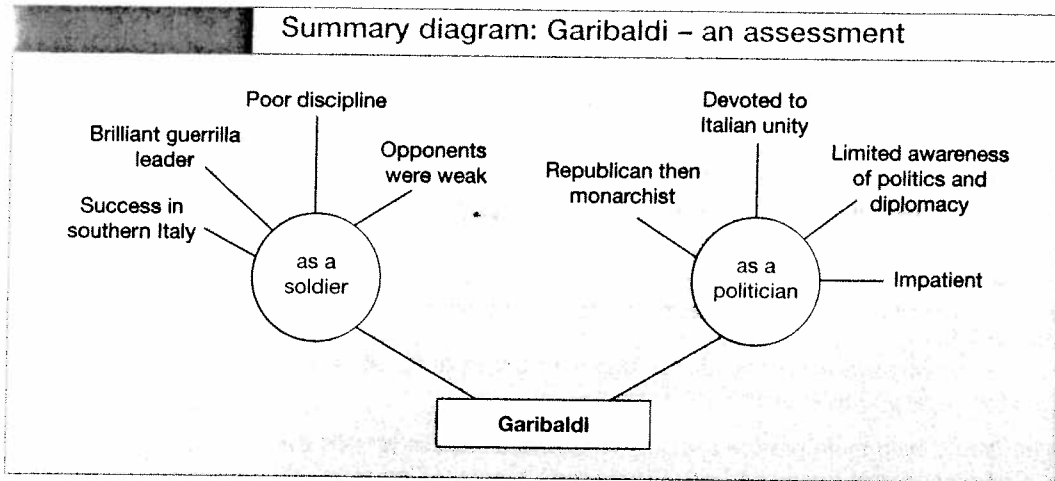 Summary diagram: Garibaldi – an assessment
Poor discipline
Brilliant guerrilla
leader
Opponents
were weak
Success in
southern Italy
as a
soldier
Devoted to
Italian unity
Republican then
monarchist
Limited awareness
of politics and
diplomacy
as a
politician
Impatient
Garibaldi